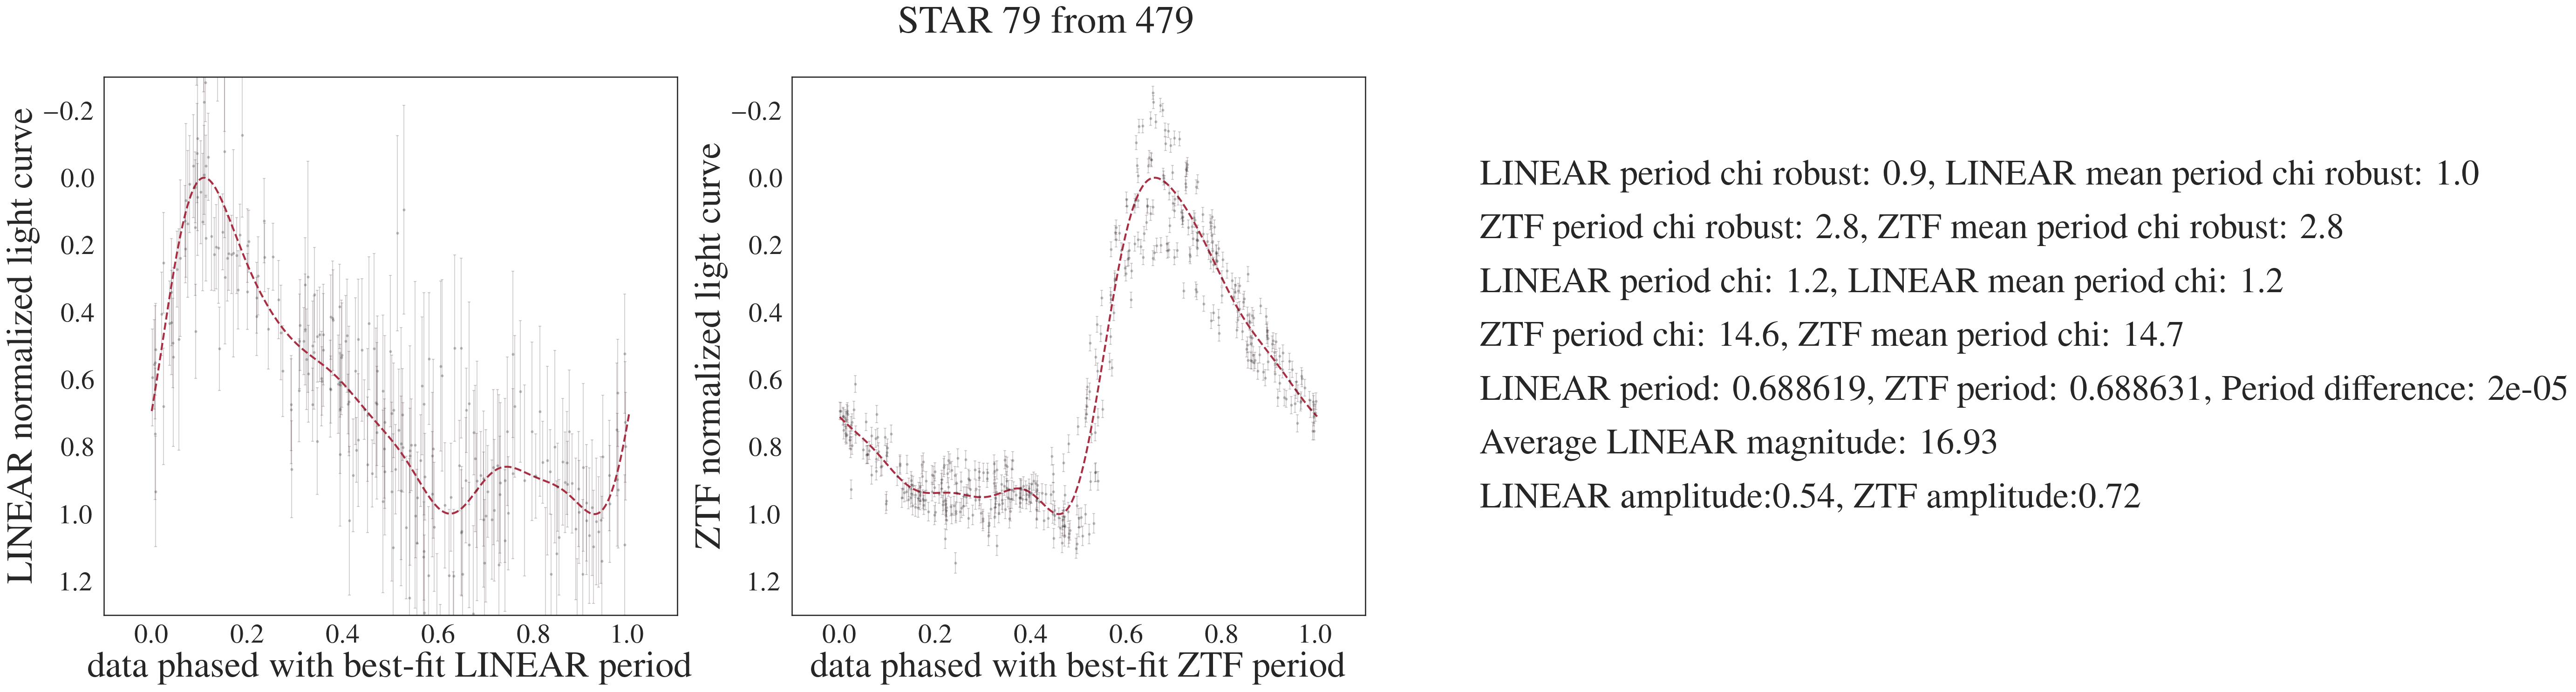 STAR 79 from 479
LINEAR normalized light curve
−0.2
0.0
0.2
0.4
0.6
0.8
1.0
1.2
0.0 0.2 0.4 0.6 0.8 1.0
data phased with best-fit LINEAR period
ZTF normalized light curve
−0.2
0.0
0.2
0.4
0.6
0.8
1.0
1.2
0.0 0.2 0.4 0.6 0.8 1.0
data phased with best-fit ZTF period
LINEAR period chi robust: 0.9, LINEAR mean period chi robust: 1.0
ZTF period chi robust: 2.8, ZTF mean period chi robust: 2.8
LINEAR period chi: 1.2, LINEAR mean period chi: 1.2
ZTF period chi: 14.6, ZTF mean period chi: 14.7
LINEAR period: 0.688619, ZTF period: 0.688631, Period difference: 2e-05
Average LINEAR magnitude: 16.93
LINEAR amplitude:0.54, ZTF amplitude:0.72